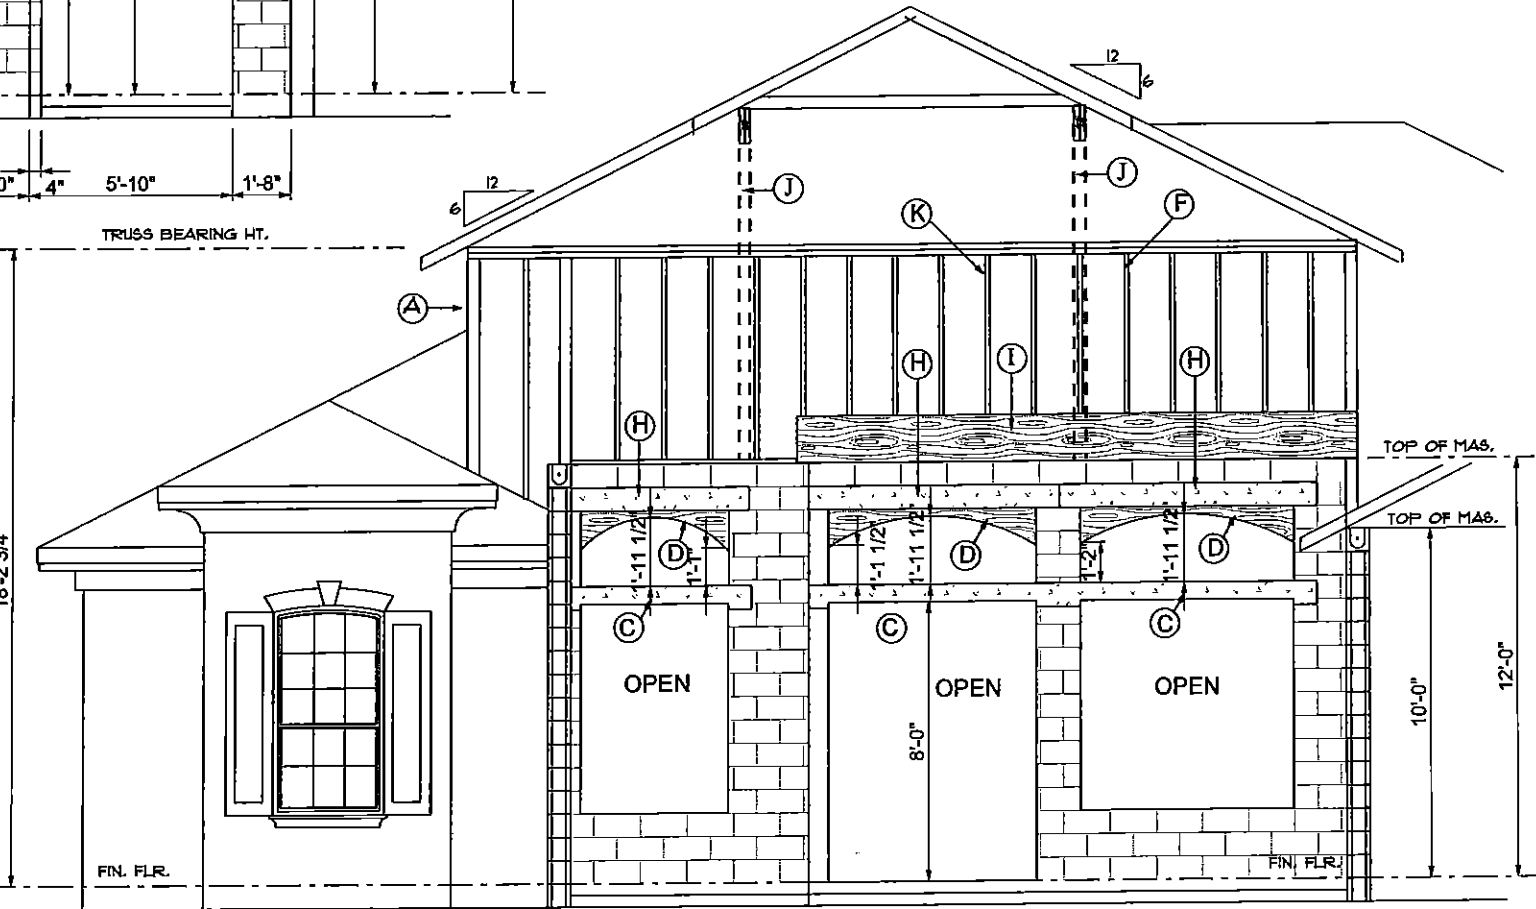 12
6
0"
4"
5'-10"
1'-8"
12
6
J
J
K
F
TRUSS BEARING HT.
A
H
I
H
H
TOP OF MAS.
TOP OF MAS.
1'-11 1/2"
D
1'-1"
1'-1 1/2"
1'-11 1/2"
D
1'-2"
1'-11 1/2"
D
C
C
C
OPEN
OPEN
OPEN
8'-0"
10'-0"
12'-0"
FIN. FLR.
FIN. FLR.